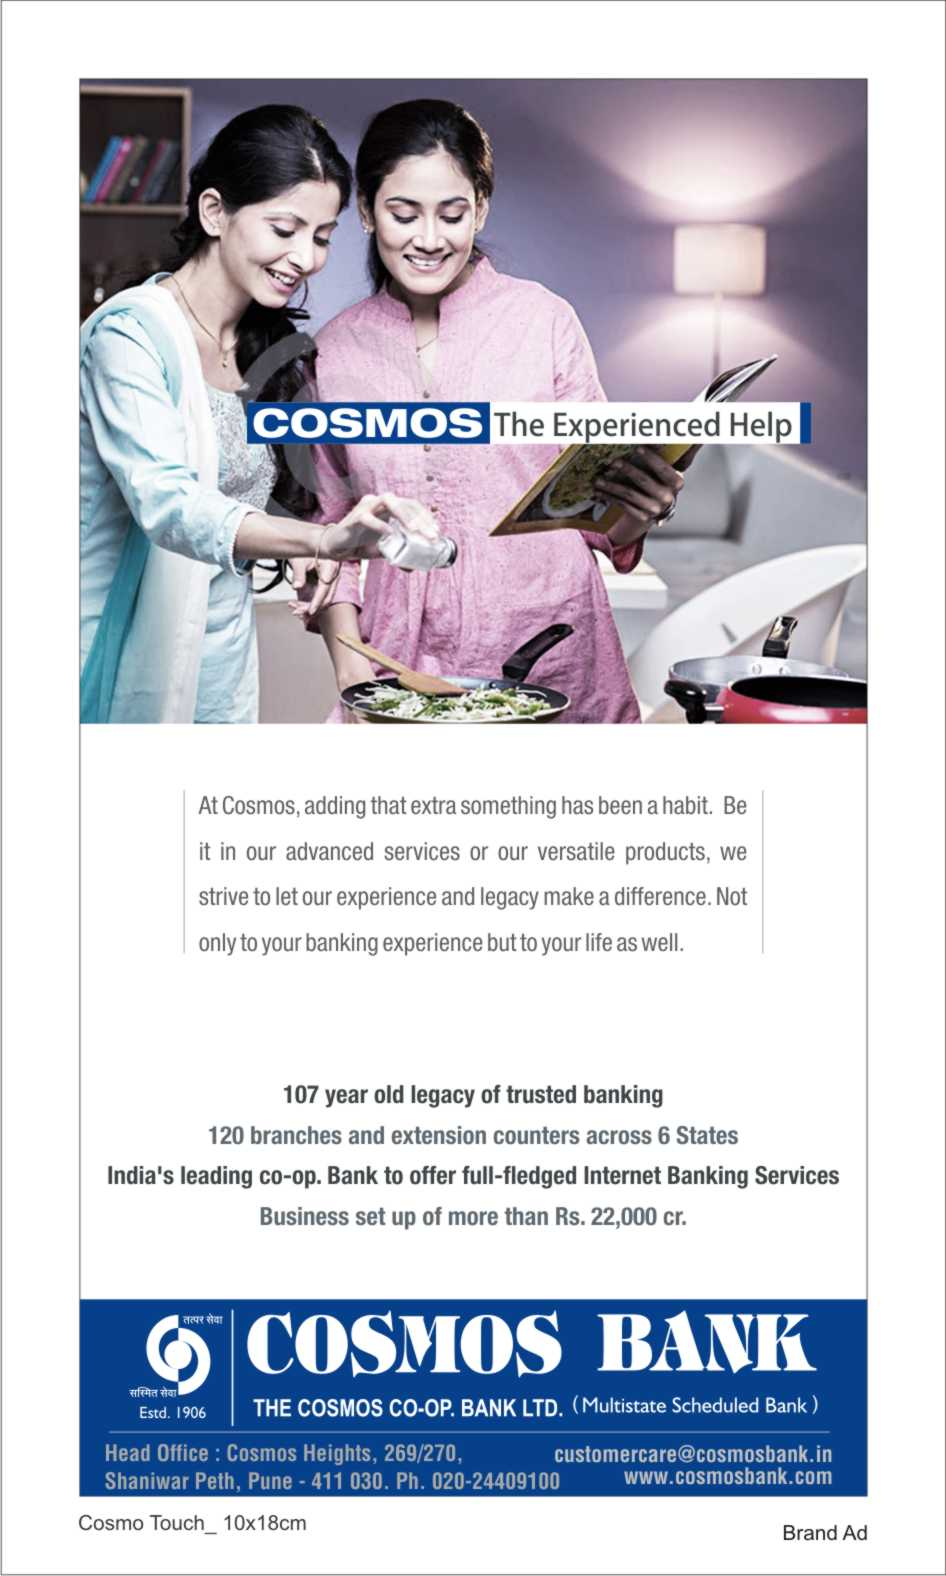 COSMOS The Experienced Help
At Cosmos, adding that extra something has been a habit. Be
it in our advanced services or our versatile products, we
strive to let our experience and legacy make a difference. Not
only to your banking experience but to your life as well.
107 year old legacy of trusted banking
120 branches and extension counters across 6 States
India's leading co-op. Bank to offer full-fledged Internet Banking Services
Business set up of more than Rs. 22,000 cr.
तत्पर सेवा
सस्मित सेवा
Estd. 1906
COSMOS BANK
THE COSMOS CO-OP. BANK LTD. (Multistate Scheduled Bank)
Head Office : Cosmos Heights, 269/270,
Shaniwar Peth, Pune - 411 030. Ph. 020-24409100
customercare@cosmosbank.in
www.cosmosbank.com
Cosmo Touch_ 10x18cm
Brand Ad